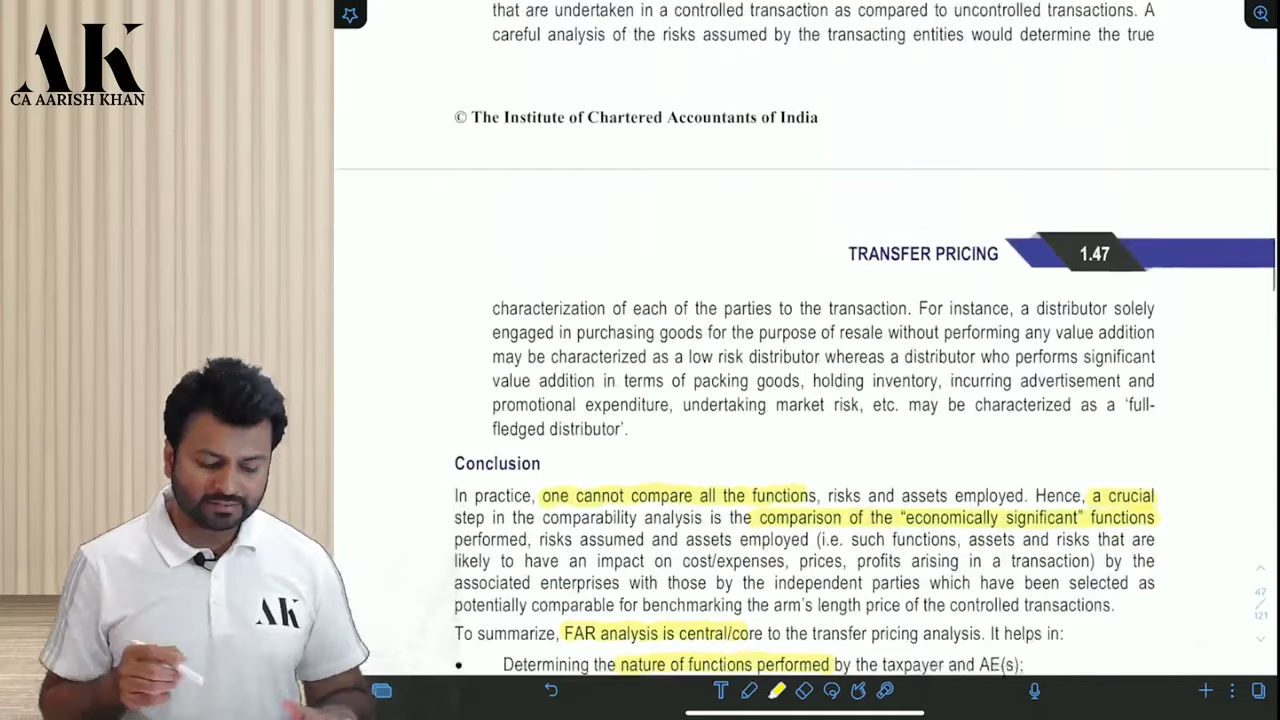 AK
CA AARISH KHAN
that are undertaken in a controlled transaction as compared to uncontrolled transactions. A
careful analysis of the risks assumed by the transacting entities would determine the true
© The Institute of Chartered Accountants of India
TRANSFER PRICING 1.47
characterization of each of the parties to the transaction. For instance, a distributor solely
engaged in purchasing goods for the purpose of resale without performing any value addition
may be characterized as a low risk distributor whereas a distributor who performs significant
value addition in terms of packing goods, holding inventory, incurring advertisement and
promotional expenditure, undertaking market risk, etc. may be characterized as a ‘full-
fledged distributor’.
Conclusion
In practice, one cannot compare all the functions, risks and assets employed. Hence, a crucial
step in the comparability analysis is the comparison of the “economically significant” functions
performed, risks assumed and assets employed (i.e. such functions, assets and risks that are
likely to have an impact on cost/expenses, prices, profits arising in a transaction) by the
associated enterprises with those by the independent parties which have been selected as
potentially comparable for benchmarking the arm’s length price of the controlled transactions.
To summarize, FAR analysis is central/core to the transfer pricing analysis. It helps in:
• Determining the nature of functions performed by the taxpayer and AE(s);
47
/
121
AK